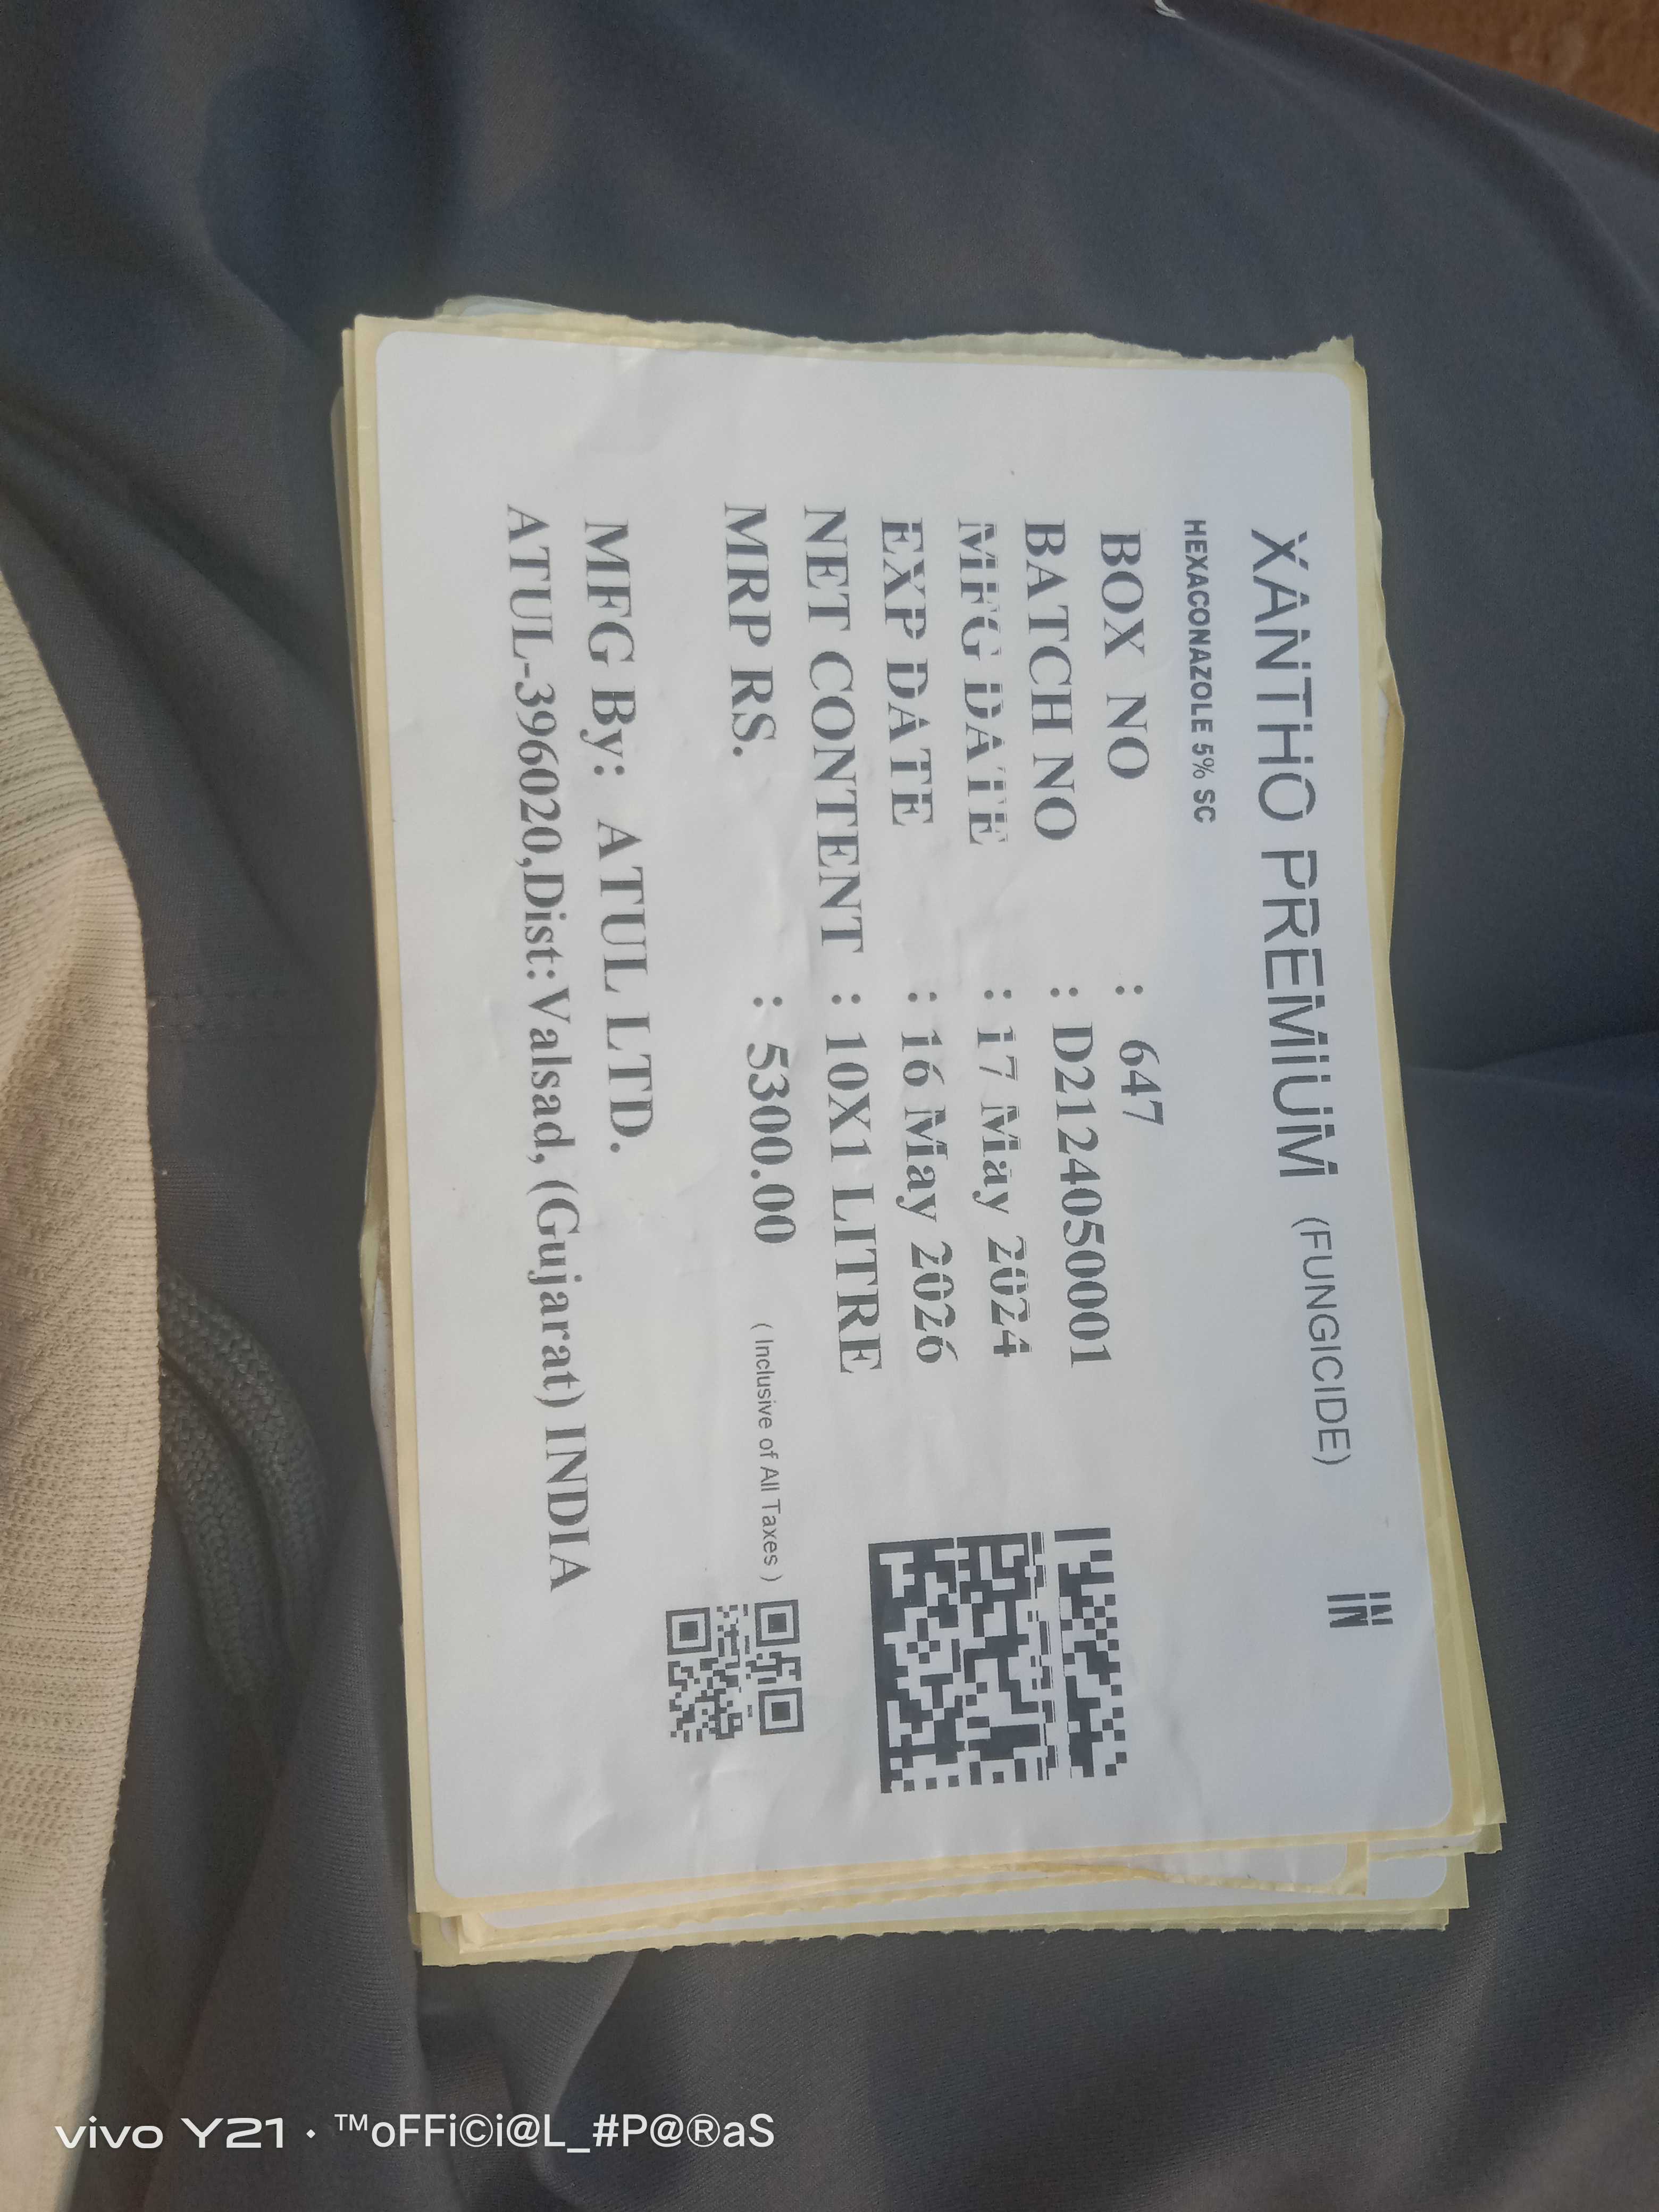 XANTHO PREMIUM (FUNGICIDE)
IN
HEXACONAZOLE 5% SC
BOX NO : 647
BATCH NO : D2124050001
MFG DATE : 17 May 2024
EXP DATE : 16 May 2026
NET CONTENT : 10X1 LITRE
MRP RS. : 5300.00 ( Inclusive of All Taxes )
MFG By: ATUL LTD.
ATUL-396020,Dist:Valsad, (Gujarat) INDIA
vivo Y21 · ™oFFi©i@L_#P@®aS